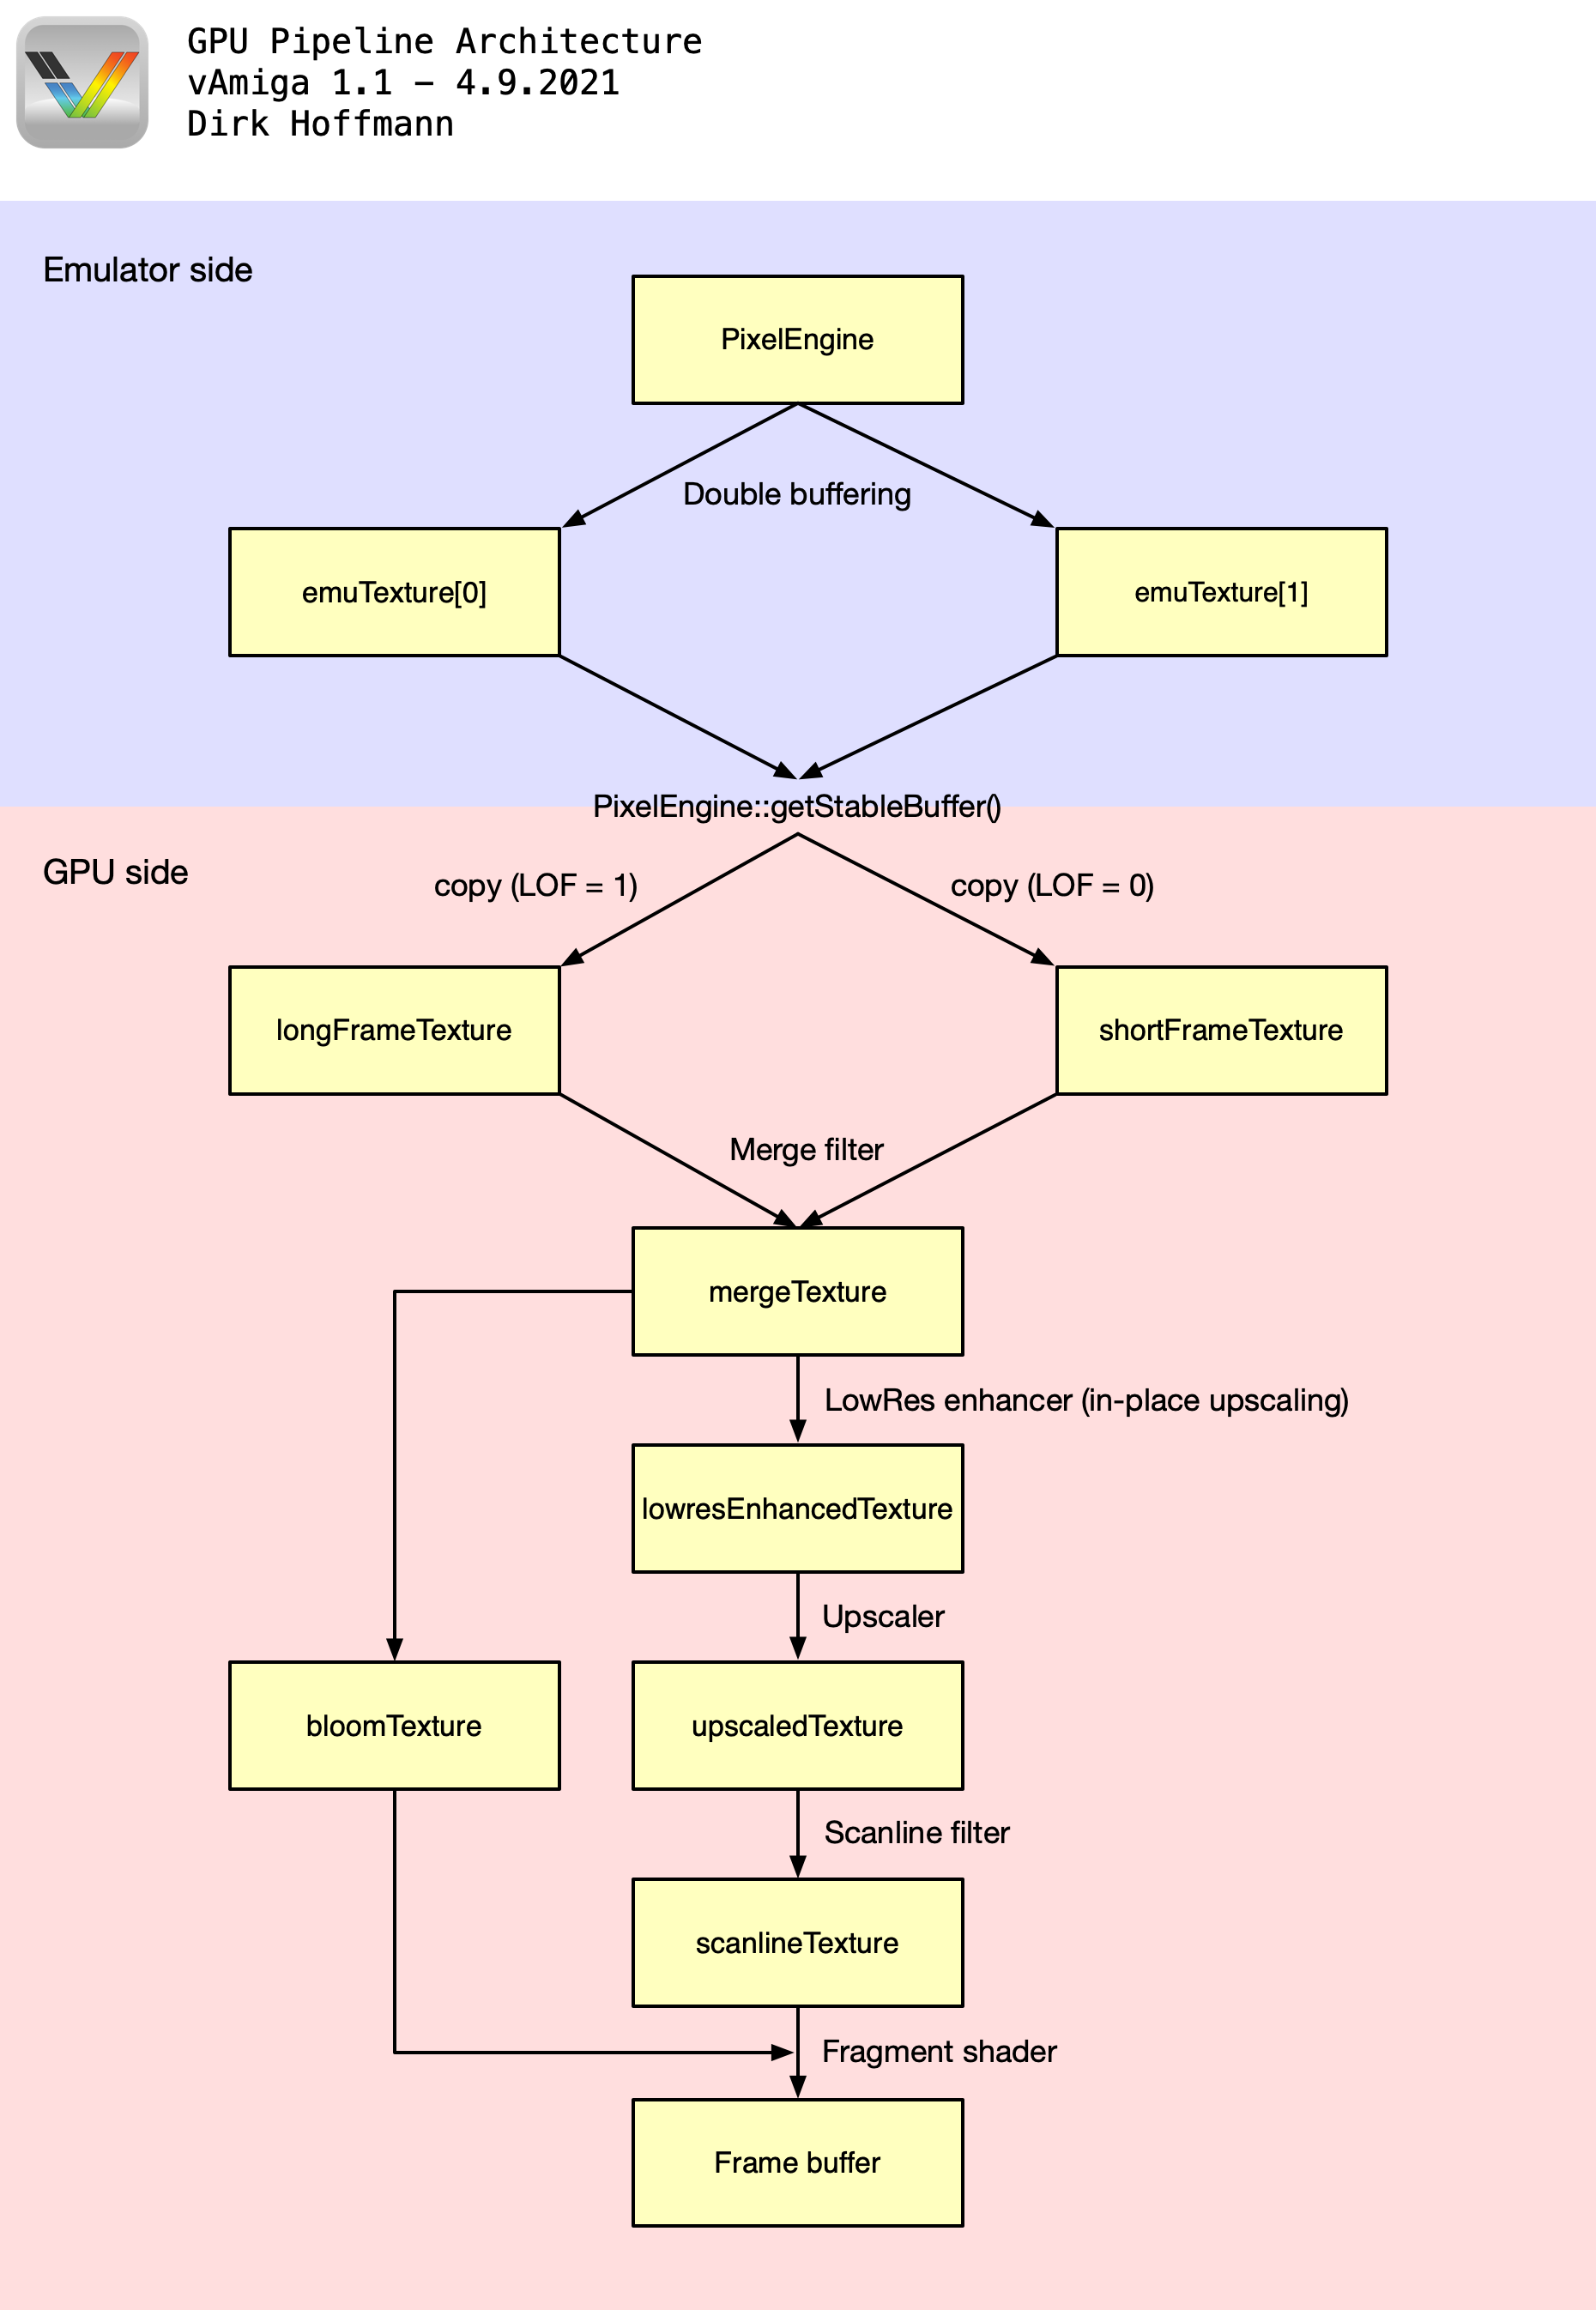 GPU Pipeline Architecture
vAmiga 1.1 – 4.9.2021
Dirk Hoffmann
Emulator side
PixelEngine
Double buffering
emuTexture[0]
emuTexture[1]
PixelEngine::getStableBuffer()
GPU side
copy (LOF = 1)
copy (LOF = 0)
longFrameTexture
shortFrameTexture
Merge filter
mergeTexture
LowRes enhancer (in-place upscaling)
lowresEnhancedTexture
Upscaler
bloomTexture
upscaledTexture
Scanline filter
scanlineTexture
Fragment shader
Frame buffer